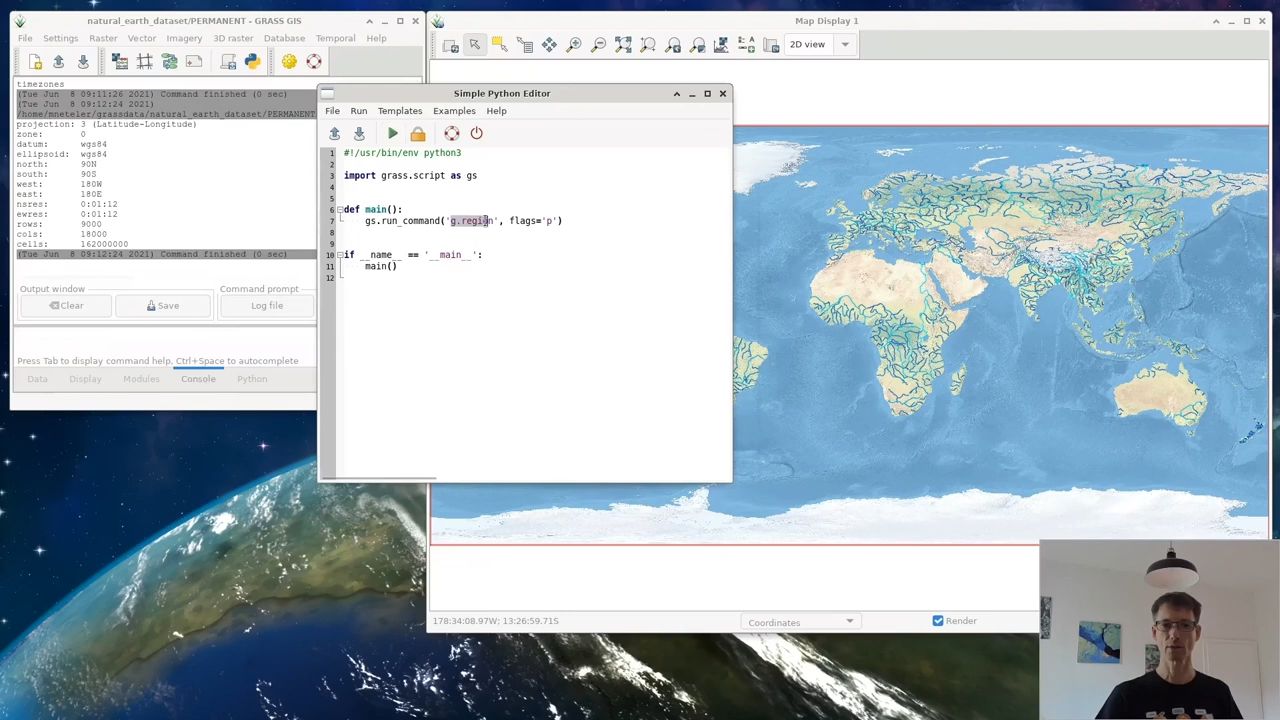 natural_earth_dataset/PERMANENT - GRASS GIS
File Settings Raster Vector Imagery 3D raster Database Temporal Help
timezones
(Tue Jun 8 09:11:26 2021) Command finished (0 sec)
(Tue Jun 8 09:12:24 2021)
/home/mneteler/grassdata/natural_earth_dataset/PERMANENT
projection: 3 (Latitude-Longitude)
zone: 0
datum: wgs84
ellipsoid: wgs84
north: 90N
south: 90S
west: 180W
east: 180E
nsres: 0:01:12
ewres: 0:01:12
rows: 9000
cols: 18000
cells: 162000000
(Tue Jun 8 09:12:24 2021) Command finished (0 sec)
Output window
Command prompt
Clear
Save
Log file
Press Tab to display command help, Ctrl+Space to autocomplete
Data Display Modules Console Python
Simple Python Editor
File Run Templates Examples Help
1 #!/usr/bin/env python3
2
3 import grass.script as gs
4
5
6 def main():
7 gs.run_command('g.region', flags='p')
8
9
10 if __name__ == '__main__':
11 main()
12
Map Display 1
2D view
178:34:08.97W; 13:26:59.71S
Coordinates
Render